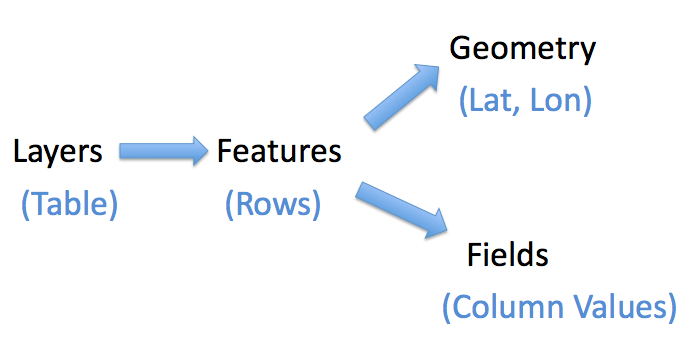 Geometry
(Lat, Lon)
Layers
(Table)
Features
(Rows)
Fields
(Column Values)